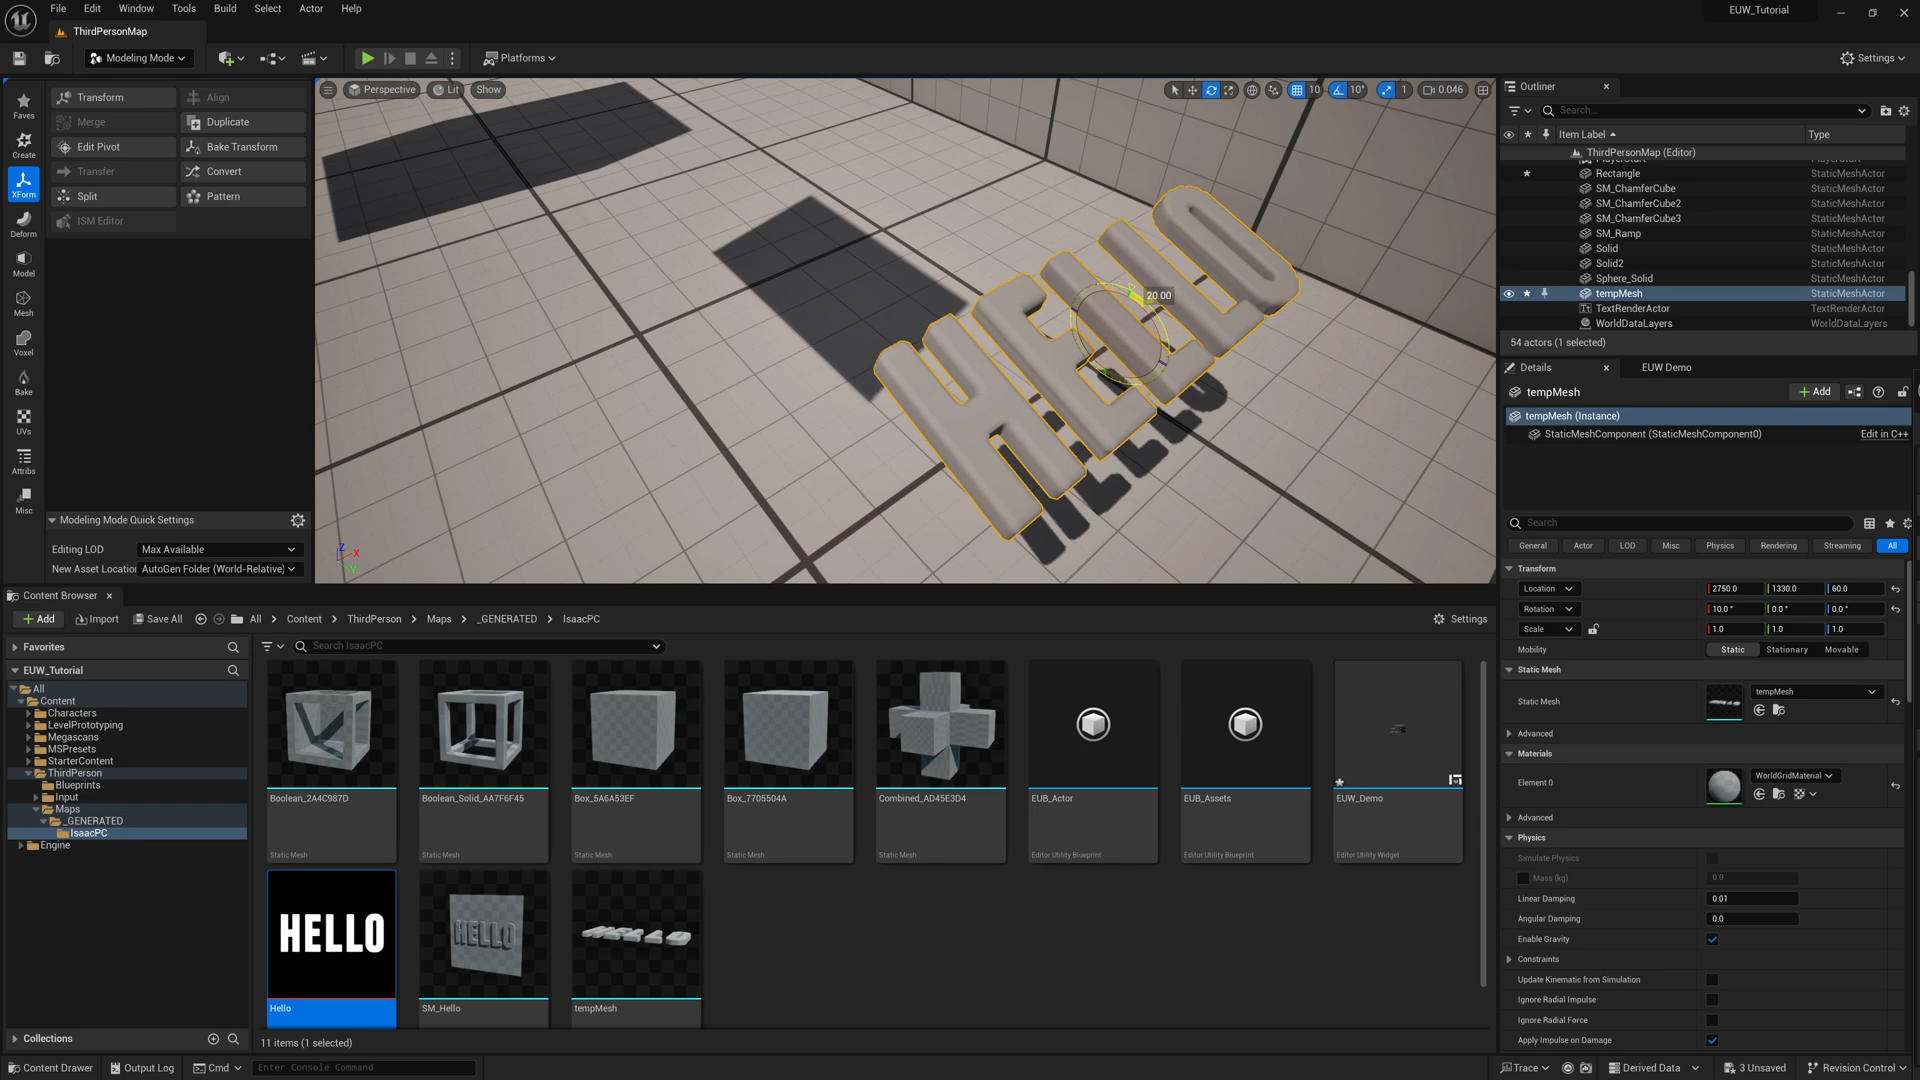 File Edit Window Tools Build Select Actor Help
EUW_Tutorial
ThirdPersonMap
Modeling Mode
Platforms
Settings
Faves
Create
XForm
Deform
Model
Mesh
Voxel
Bake
UVs
Attribs
Misc
Transform Align
Merge Duplicate
Edit Pivot Bake Transform
Transfer Convert
Split Pattern
ISM Editor
Modeling Mode Quick Settings
Editing LOD Max Available
New Asset Location AutoGen Folder (World-Relative)
Perspective Lit Show
10 10° 1 0.046
20.00
HELLO
Z X Y
Outliner
Search...
Item Label Type
ThirdPersonMap (Editor)
PlayerStart
Rectangle StaticMeshActor
SM_ChamferCube StaticMeshActor
SM_ChamferCube2 StaticMeshActor
SM_ChamferCube3 StaticMeshActor
SM_Ramp StaticMeshActor
Solid StaticMeshActor
Solid2 StaticMeshActor
Sphere_Solid StaticMeshActor
tempMesh StaticMeshActor
TextRenderActor TextRenderActor
WorldDataLayers WorldDataLayers
54 actors (1 selected)
Details EUW Demo
tempMesh
Add
tempMesh (Instance)
StaticMeshComponent (StaticMeshComponent0) Edit in C++
Search
General Actor LOD Misc Physics Rendering Streaming All
Transform
Location 2750.0 1330.0 60.0
Rotation 10.0° 0.0° 0.0°
Scale 1.0 1.0 1.0
Mobility Static Stationary Movable
Static Mesh
Static Mesh tempMesh
Advanced
Materials
Element 0 WorldGridMaterial
Advanced
Physics
Simulate Physics
Mass (kg) 0.0
Linear Damping 0.01
Angular Damping 0.0
Enable Gravity
Constraints
Update Kinematic from Simulation
Ignore Radial Impulse
Ignore Radial Force
Apply Impulse on Damage
Content Browser
Add Import Save All All Content ThirdPerson Maps _GENERATED IsaacPC
Settings
Favorites
EUW_Tutorial
All
Content
Characters
LevelPrototyping
Megascans
MSPresets
StarterContent
ThirdPerson
Blueprints
Input
Maps
_GENERATED
IsaacPC
Engine
Collections
Search IsaacPC
Boolean_2A4C987D
Static Mesh
Boolean_Solid_AA7F6F45
Static Mesh
Box_5A6A53EF
Static Mesh
Box_7705504A
Static Mesh
Combined_AD45E3D4
Static Mesh
EUB_Actor
Editor Utility Blueprint
EUB_Assets
Editor Utility Blueprint
EUW_Demo
Editor Utility Widget
HELLO
Hello
HELLO
SM_Hello
HELLO
tempMesh
11 items (1 selected)
Content Drawer Output Log Cmd Enter Console Command
Trace Derived Data 3 Unsaved Revision Control